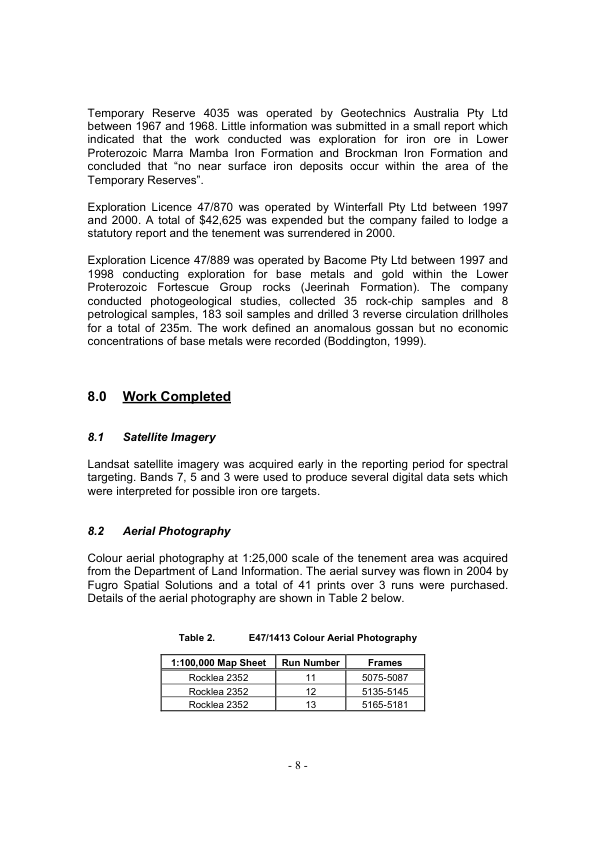 Temporary Reserve 4035 was operated by Geotechnics Australia Pty Ltd
between 1967 and 1968. Little information was submitted in a small report which
indicated that the work conducted was exploration for iron ore in Lower
Proterozoic Marra Mamba Iron Formation and Brockman Iron Formation and
concluded that “no near surface iron deposits occur within the area of the
Temporary Reserves”.
Exploration Licence 47/870 was operated by Winterfall Pty Ltd between 1997
and 2000. A total of $42,625 was expended but the company failed to lodge a
statutory report and the tenement was surrendered in 2000.
Exploration Licence 47/889 was operated by Bacome Pty Ltd between 1997 and
1998 conducting exploration for base metals and gold within the Lower
Proterozoic Fortescue Group rocks (Jeerinah Formation). The company
conducted photogeological studies, collected 35 rock-chip samples and 8
petrological samples, 183 soil samples and drilled 3 reverse circulation drillholes
for a total of 235m. The work defined an anomalous gossan but no economic
concentrations of base metals were recorded (Boddington, 1999).
8.0 Work Completed
8.1 Satellite Imagery
Landsat satellite imagery was acquired early in the reporting period for spectral
targeting. Bands 7, 5 and 3 were used to produce several digital data sets which
were interpreted for possible iron ore targets.
8.2 Aerial Photography
Colour aerial photography at 1:25,000 scale of the tenement area was acquired
from the Department of Land Information. The aerial survey was flown in 2004 by
Fugro Spatial Solutions and a total of 41 prints over 3 runs were purchased.
Details of the aerial photography are shown in Table 2 below.
Table 2. E47/1413 Colour Aerial Photography
1:100,000 Map Sheet Run Number Frames
Rocklea 2352 11 5075-5087
Rocklea 2352 12 5135-5145
Rocklea 2352 13 5165-5181
- 8 -